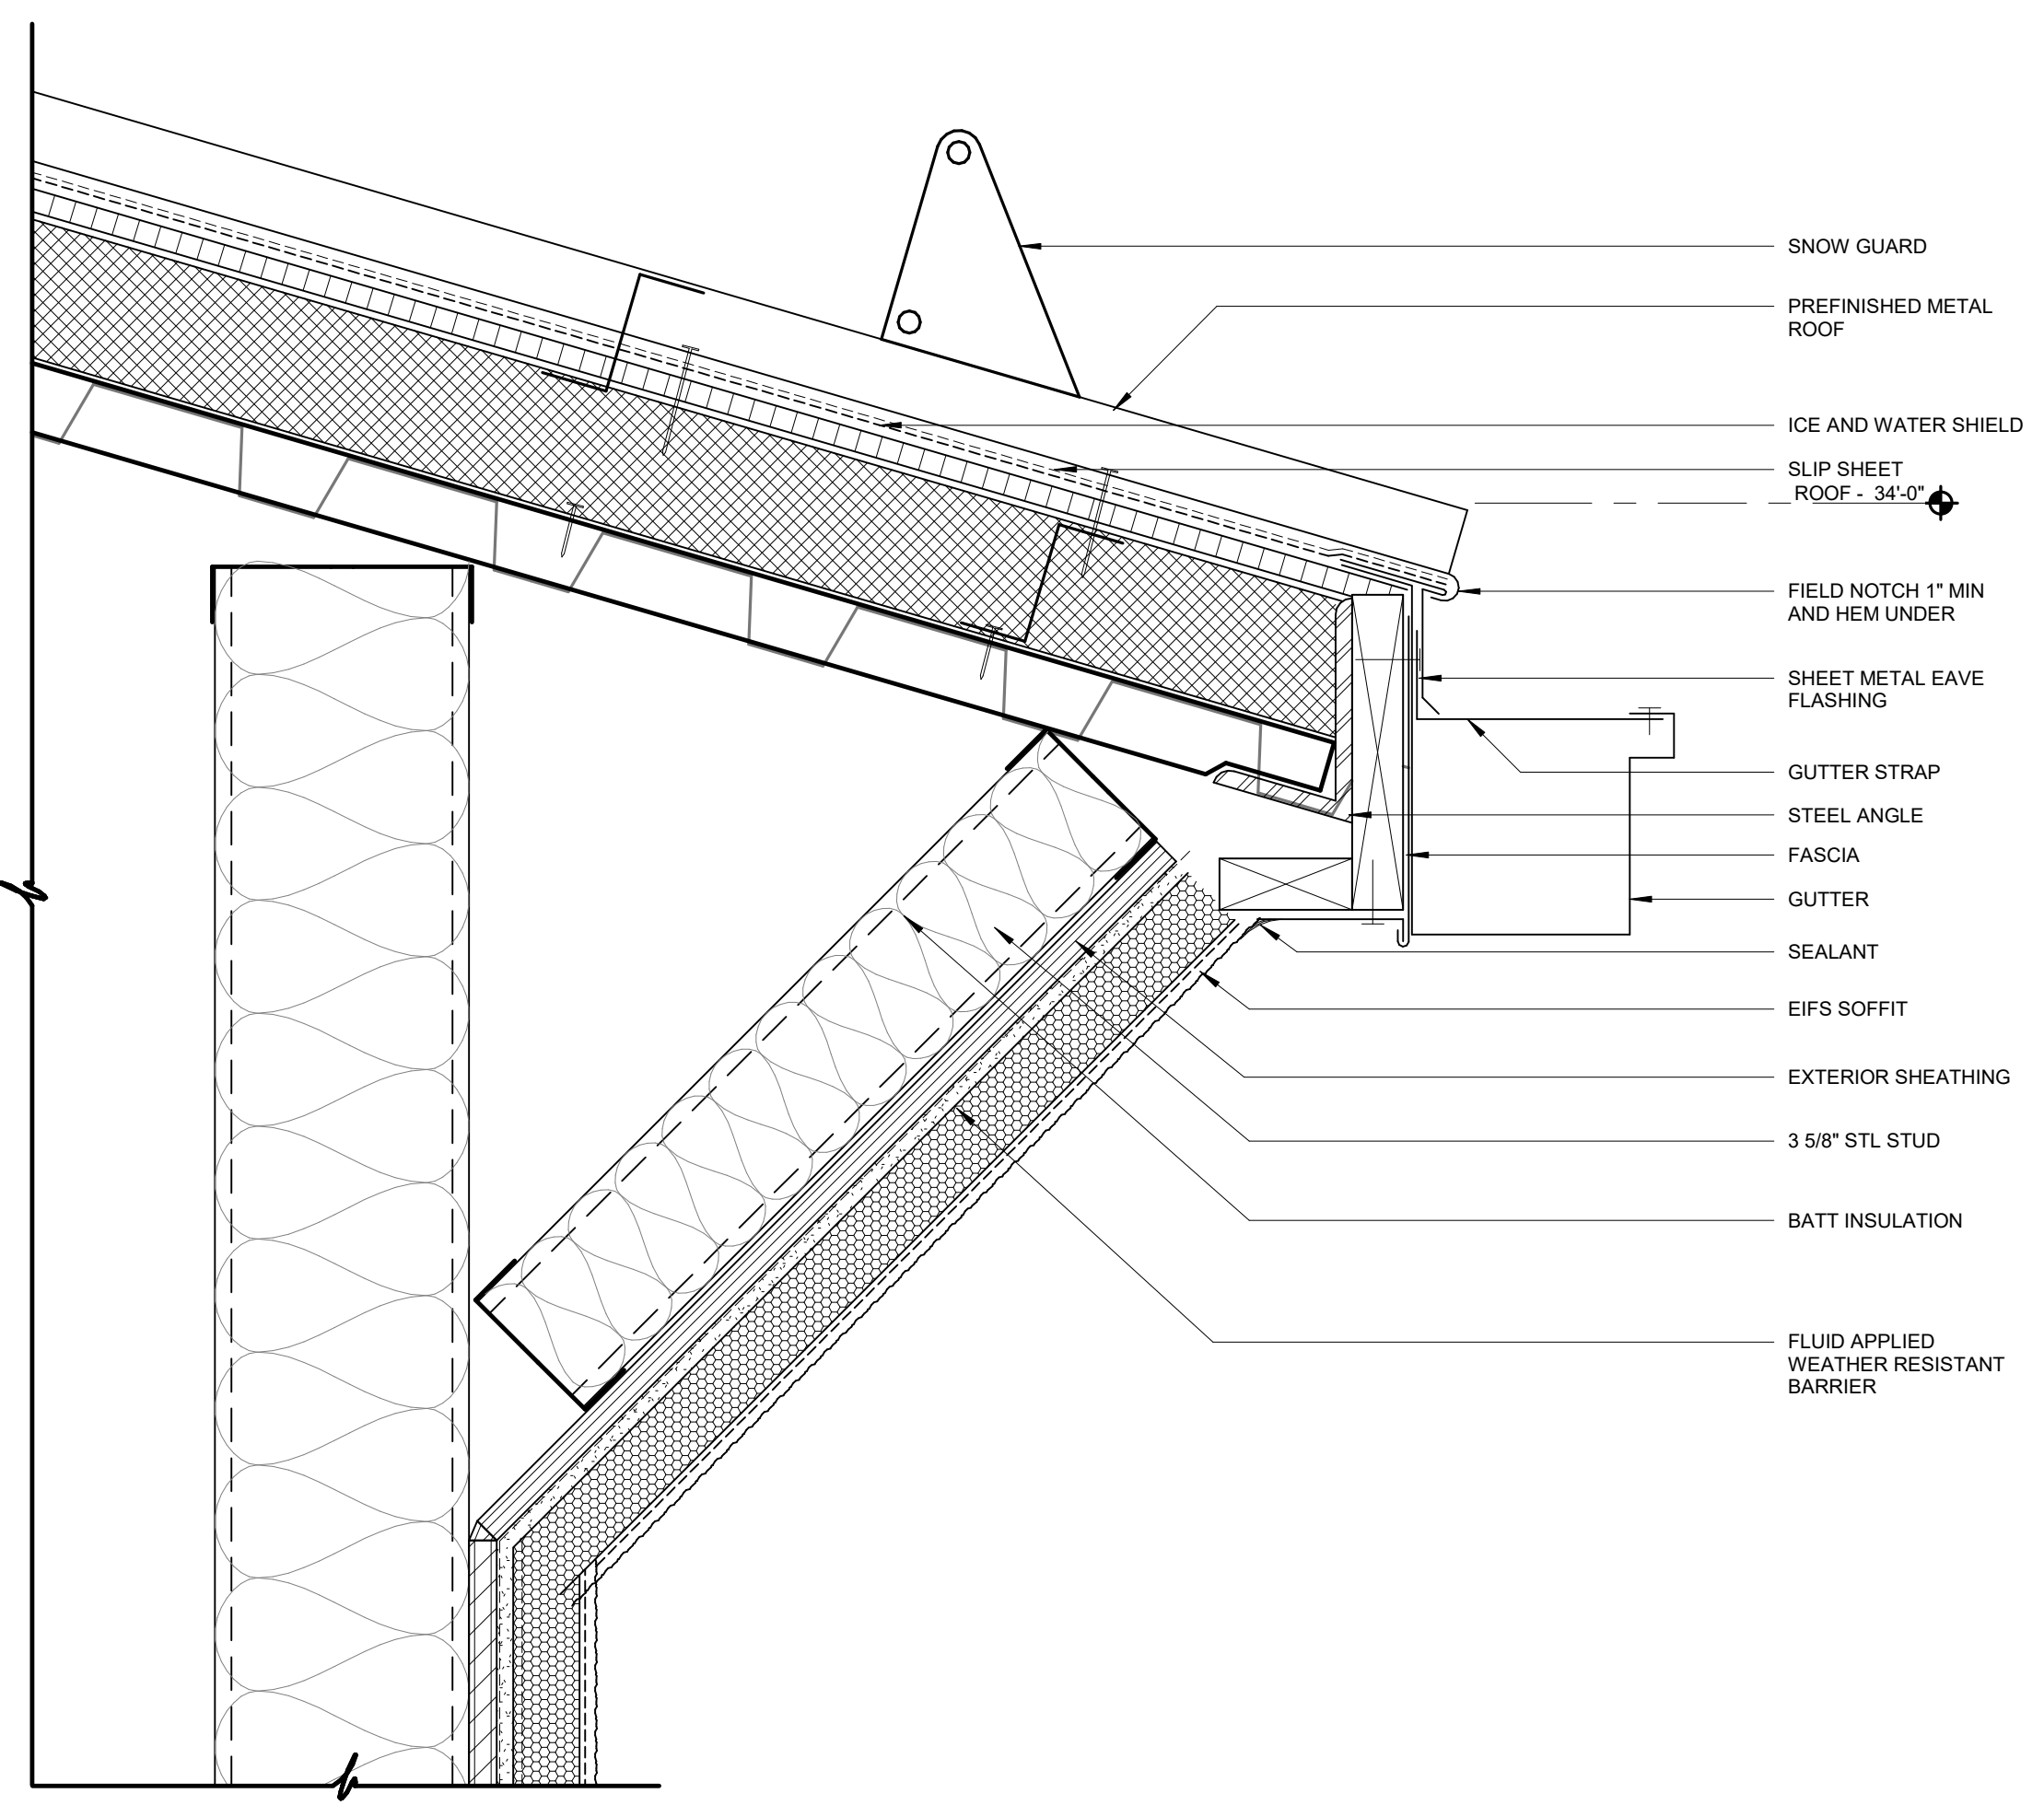 SNOW GUARD
PREFINISHED METAL
ROOF
ICE AND WATER SHIELD
SLIP SHEET
ROOF - 34'-0"
FIELD NOTCH 1" MIN
AND HEM UNDER
SHEET METAL EAVE
FLASHING
GUTTER STRAP
STEEL ANGLE
FASCIA
GUTTER
SEALANT
EIFS SOFFIT
EXTERIOR SHEATHING
3 5/8" STL STUD
BATT INSULATION
FLUID APPLIED
WEATHER RESISTANT
BARRIER